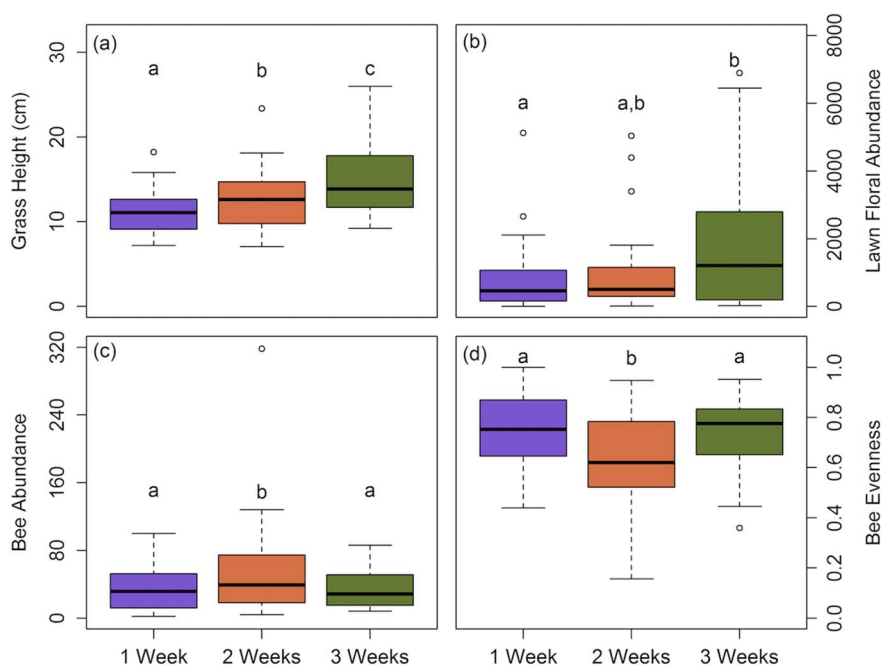 (a)
a
b
c
Grass Height (cm)
30
20
10
0
(b)
a
a,b
b
Lawn Floral Abundance
8000
6000
4000
2000
0
(c)
a
b
a
Bee Abundance
320
240
160
80
0
(d)
a
b
a
Bee Evenness
1.0
0.8
0.6
0.4
0.2
0.0
1 Week 2 Weeks 3 Weeks
1 Week 2 Weeks 3 Weeks